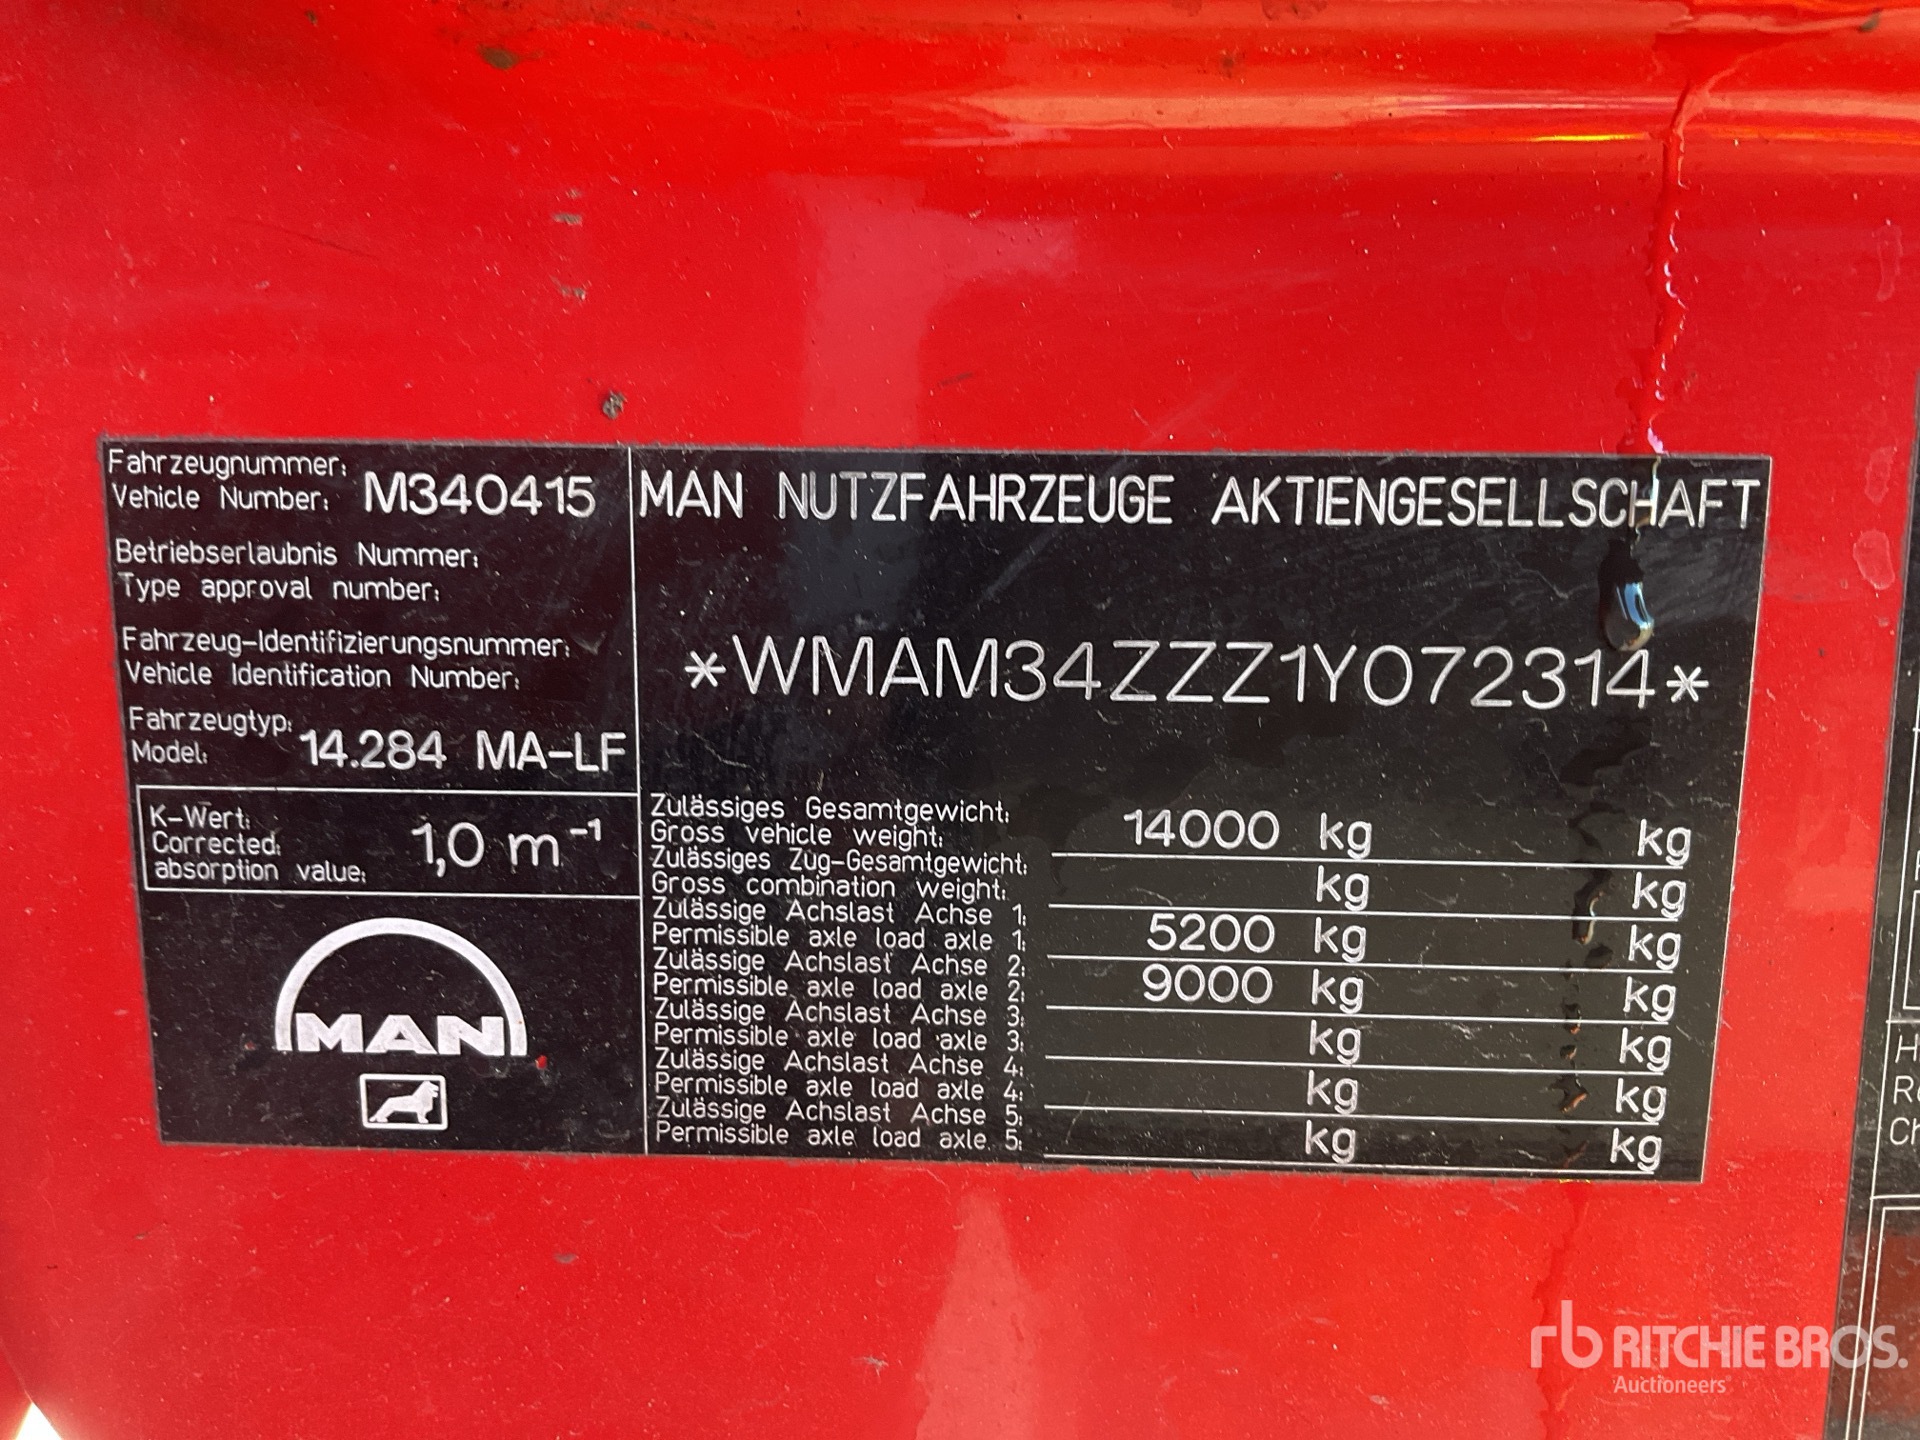 Fahrzeugnummer:
Vehicle Number: M340415
Betriebserlaubnis Nummer:
Type approval number:
Fahrzeug-Identifizierungsnummer:
Vehicle Identification Number:
Fahrzeugtyp:
Model: 14.284 MA-LF
K-Wert:
Corrected:
absorption value: 1,0 m⁻¹
MAN
MAN NUTZFAHRZEUGE AKTIENGESELLSCHAFT
*WMAM34ZZZ1Y072314*
Zulässiges Gesamtgewicht:
Gross vehicle weight: 14000 kg kg
Zulässiges Zug-Gesamtgewicht:
Gross combination weight: kg kg
Zulässige Achslast Achse 1:
Permissible axle load axle 1: 5200 kg kg
Zulässige Achslast Achse 2:
Permissible axle load axle 2: 9000 kg kg
Zulässige Achslast Achse 3:
Permissible axle load axle 3: kg kg
Zulässige Achslast Achse 4:
Permissible axle load axle 4: kg kg
Zulässige Achslast Achse 5:
Permissible axle load axle 5: kg kg
rb RITCHIE BROS.
Auctioneers